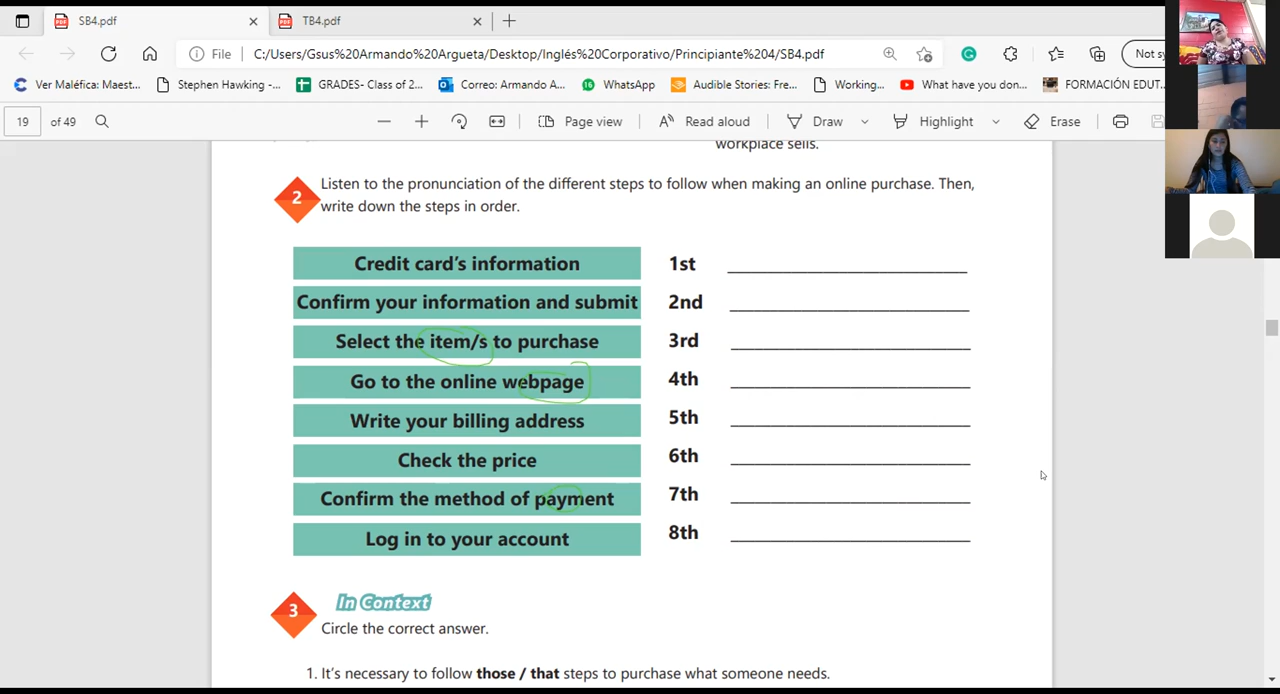 SB4.pdf
TB4.pdf
File
C:/Users/Gsus%20Armando%20Argueta/Desktop/Inglés%20Corporativo/Principiante%204/SB4.pdf
Not sy
Ver Maléfica: Maest...
Stephen Hawking -...
GRADES- Class of 2...
Correo: Armando A...
16
WhatsApp
Audible Stories: Fre...
Working...
What have you don...
FORMACIÓN EDUT...
19
of 49
Page view
Read aloud
Draw
Highlight
Erase
workplace sells.
2
Listen to the pronunciation of the different steps to follow when making an online purchase. Then,
write down the steps in order.
Credit card's information
1st
Confirm your information and submit
2nd
Select the item/s to purchase
3rd
Go to the online webpage
4th
Write your billing address
5th
Check the price
6th
Confirm the method of payment
7th
Log in to your account
8th
3
In Context
Circle the correct answer.
1. It's necessary to follow those / that steps to purchase what someone needs.